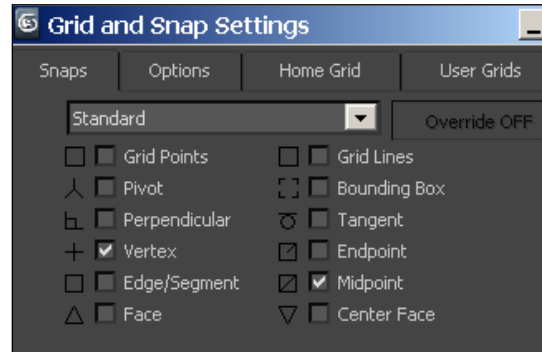 Grid and Snap Settings
Snaps Options Home Grid User Grids
Standard Override OFF
Grid Points Grid Lines
Pivot Bounding Box
Perpendicular Tangent
Vertex Endpoint
Edge/Segment Midpoint
Face Center Face